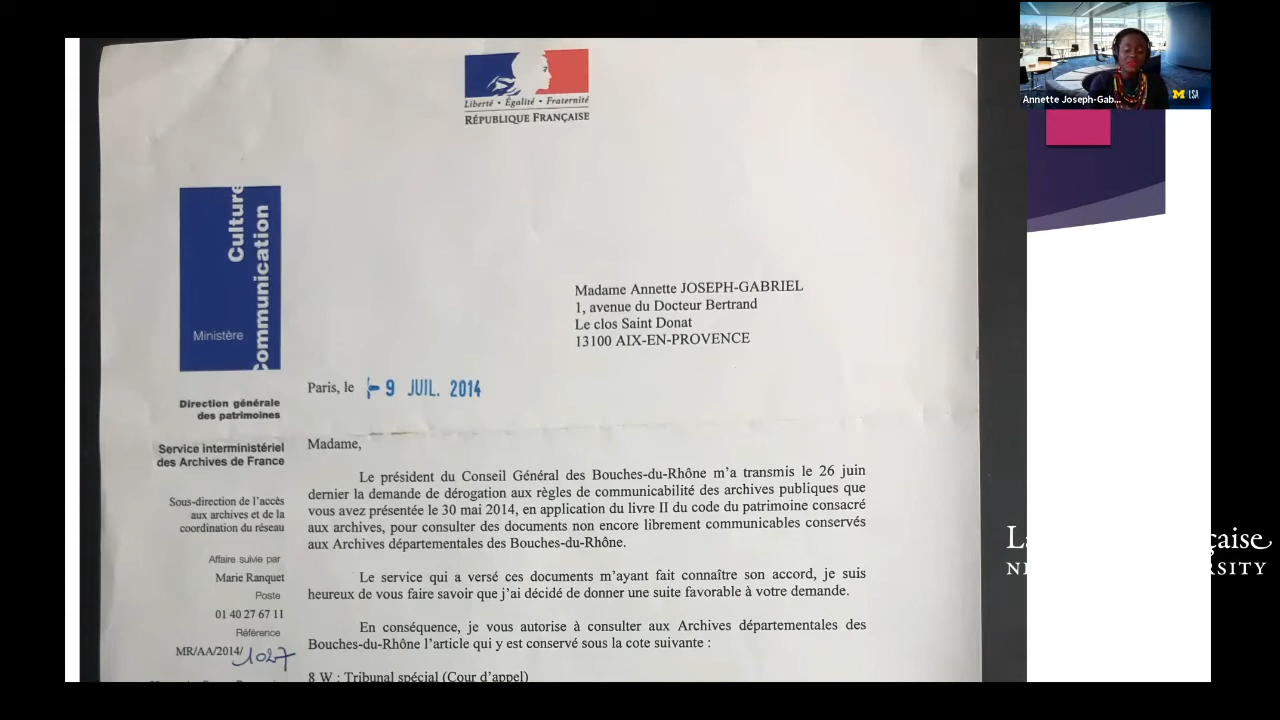 Liberté • Égalité • Fraternité
RÉPUBLIQUE FRANÇAISE
Annette Joseph-Gab...
M LSA
Ministère
Culture
Communication
Madame Annette JOSEPH-GABRIEL
1, avenue du Docteur Bertrand
Le clos Saint Donat
13100 AIX-EN-PROVENCE
Paris, le - 9 JUIL. 2014
Direction générale
des patrimoines
Service interministériel
des Archives de France
Sous-direction de l'accès
aux archives et de la
coordination du réseau
Affaire suivie par
Marie Ranquet
Poste
01 40 27 67 11
Référence
MR/AA/2014/1027
Madame,
Le président du Conseil Général des Bouches-du-Rhône m'a transmis le 26 juin
dernier la demande de dérogation aux règles de communicabilité des archives publiques que
vous avez présentée le 30 mai 2014, en application du livre II du code du patrimoine consacré
aux archives, pour consulter des documents non encore librement communicables conservés
aux Archives départementales des Bouches-du-Rhône.
Le service qui a versé ces documents m'ayant fait connaître son accord, je suis
heureux de vous faire savoir que j'ai décidé de donner une suite favorable à votre demande.
En conséquence, je vous autorise à consulter aux Archives départementales des
Bouches-du-Rhône l'article qui y est conservé sous la cote suivante :
8 W : Tribunal spécial (Cour d'appel)